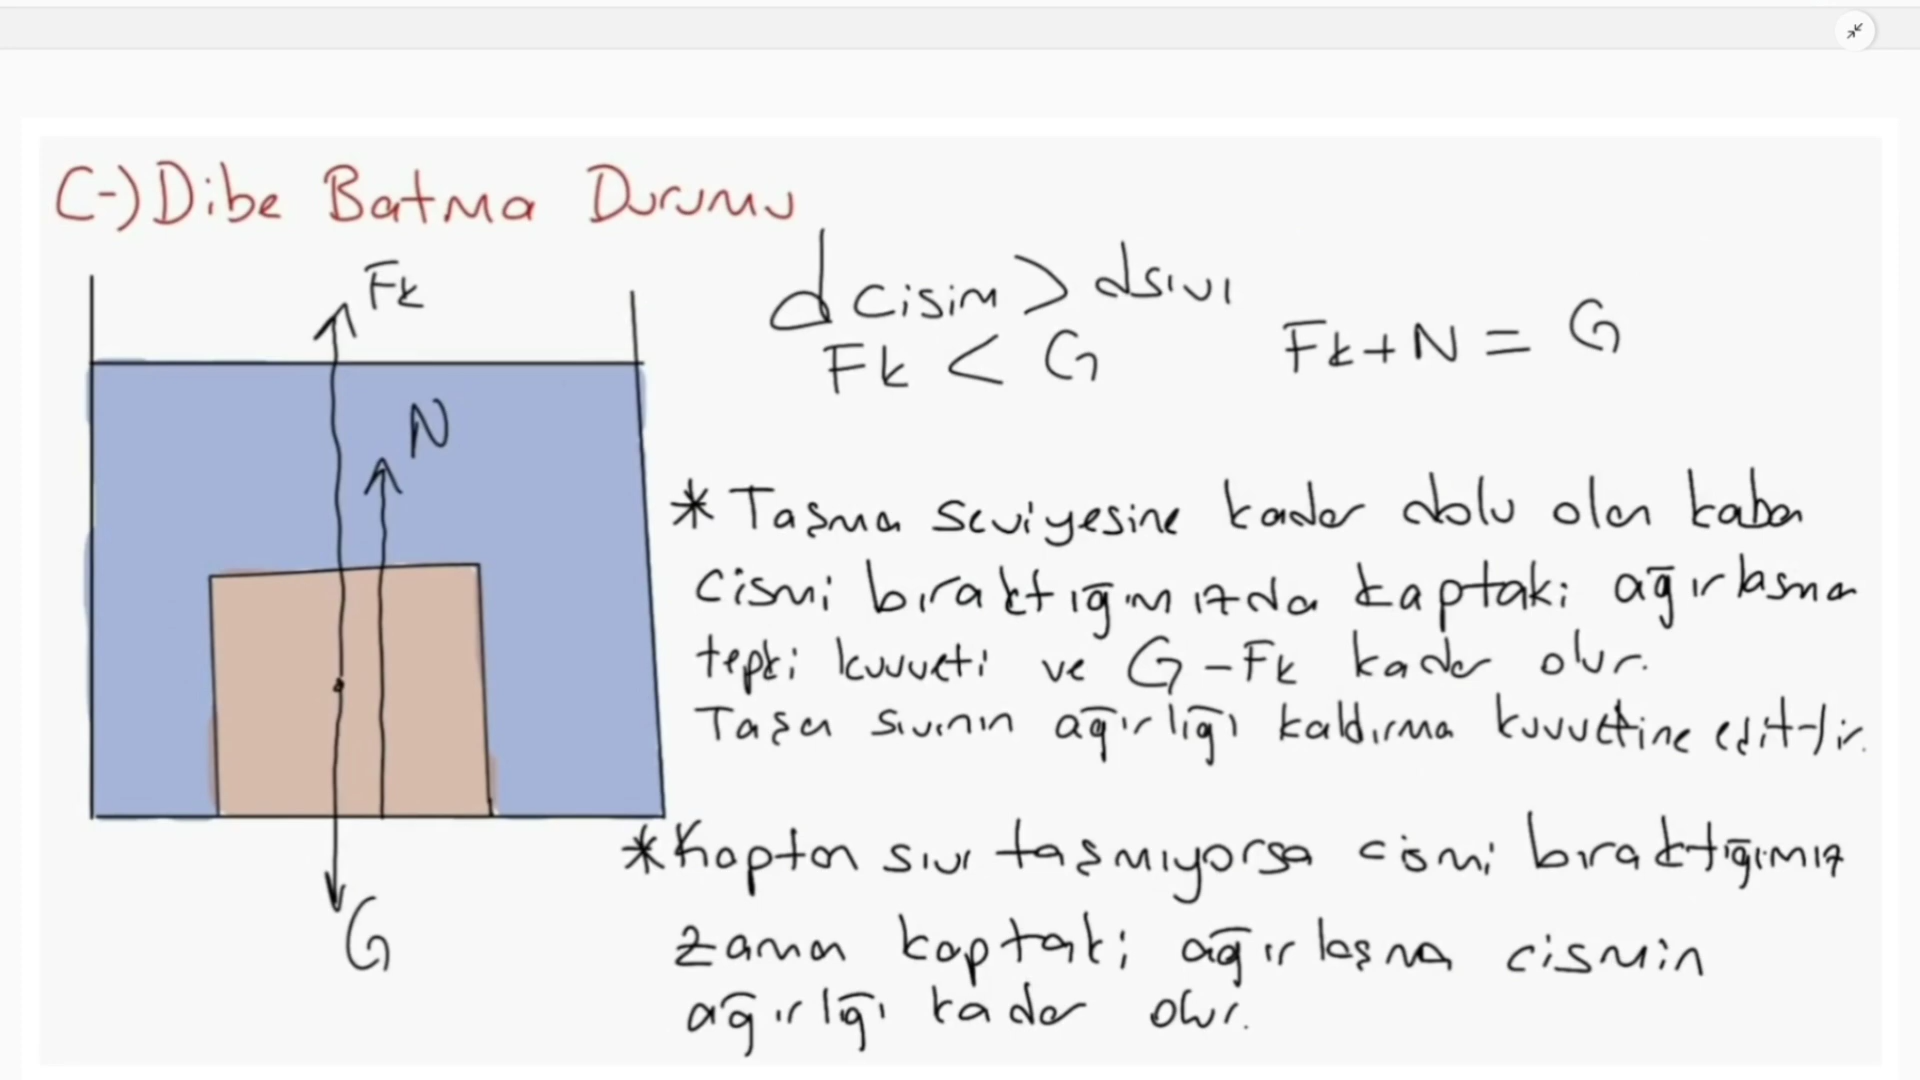 C-) Dibe Batma Durumu
Fk
N
G
dcisim > dsıvı
Fk < G
Fk + N = G
* Taşma seviyesine kadar dolu olan kaba
cismi bıraktığımızda kaptaki ağırlaşma
tepki kuvveti ve G - Fk kadar olur.
Taşan sıvının ağırlığı kaldırma kuvvetine eşittir.
* Kaptan sıvı taşmıyorsa cismi bıraktığımız
zaman kaptaki ağırlaşma cismin
ağırlığı kadar olur.